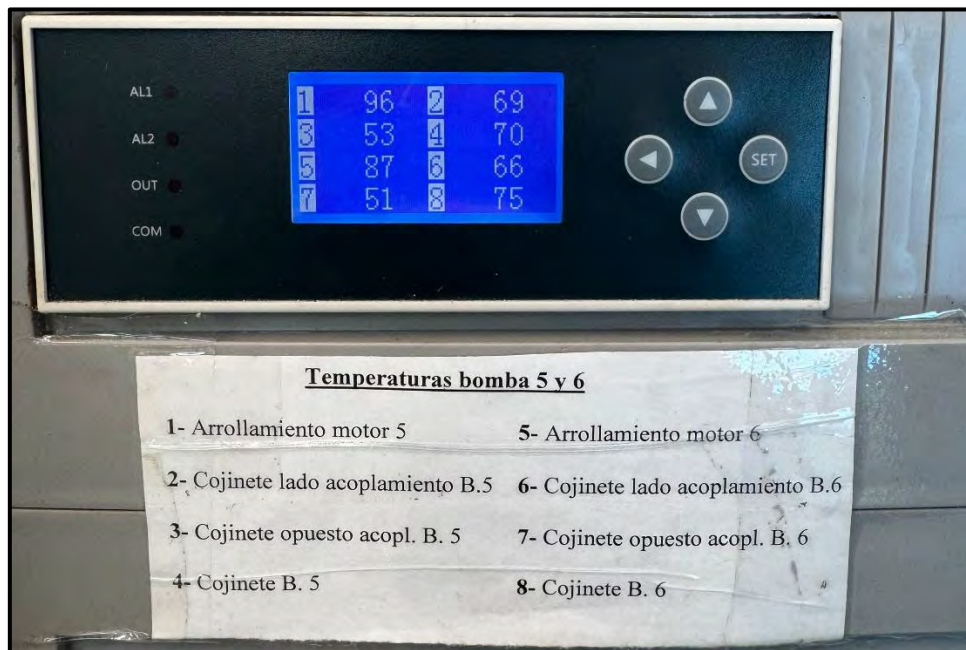 AL1
AL2
OUT
COM
1 96 2 69
3 53 4 70
5 87 6 66
7 51 8 75
SET
Temperaturas bomba 5 y 6
1- Arrollamiento motor 5
2- Cojinete lado acoplamiento B.5
3- Cojinete opuesto acopl. B. 5
4- Cojinete B. 5
5- Arrollamiento motor 6
6- Cojinete lado acoplamiento B.6
7- Cojinete opuesto acopl. B. 6
8- Cojinete B. 6